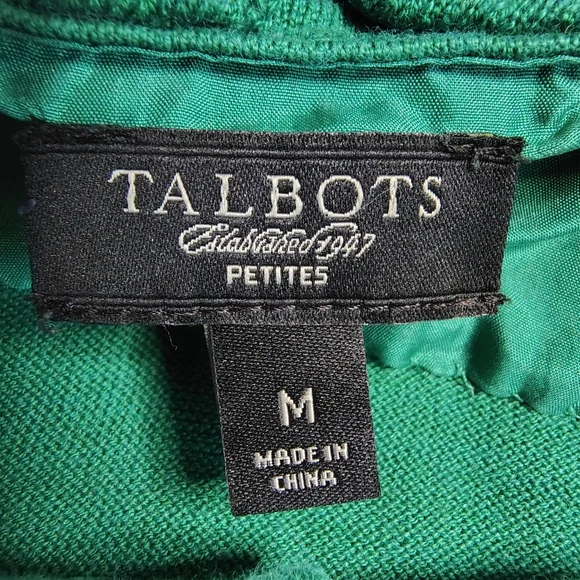 TALBOTS
Established 1947
PETITES
M
MADE IN
CHINA